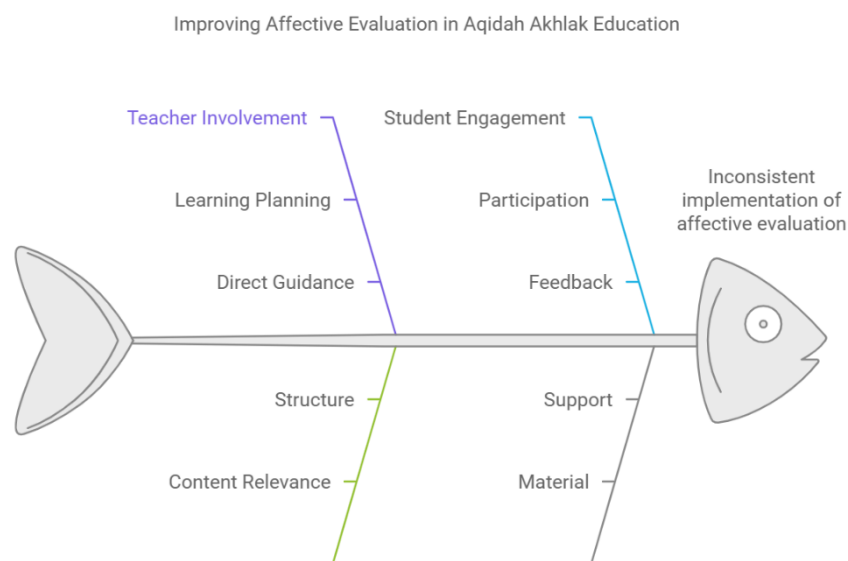 Improving Affective Evaluation in Aqidah Akhlak Education
Teacher Involvement
Student Engagement
Learning Planning
Participation
Direct Guidance
Feedback
Inconsistent
implementation of
affective evaluation
Structure
Support
Content Relevance
Material